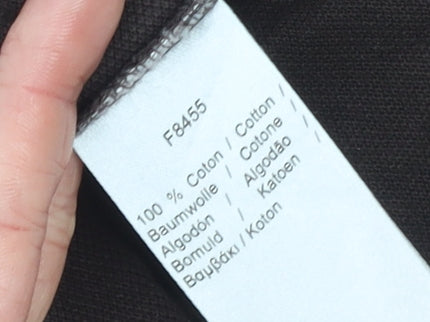 F8455
100 % Coton / Cotton /
Baumwolle / Cotone /
Algodón / Algodão /
Bomuld / Katoen /
Βαμβάκι / Koton